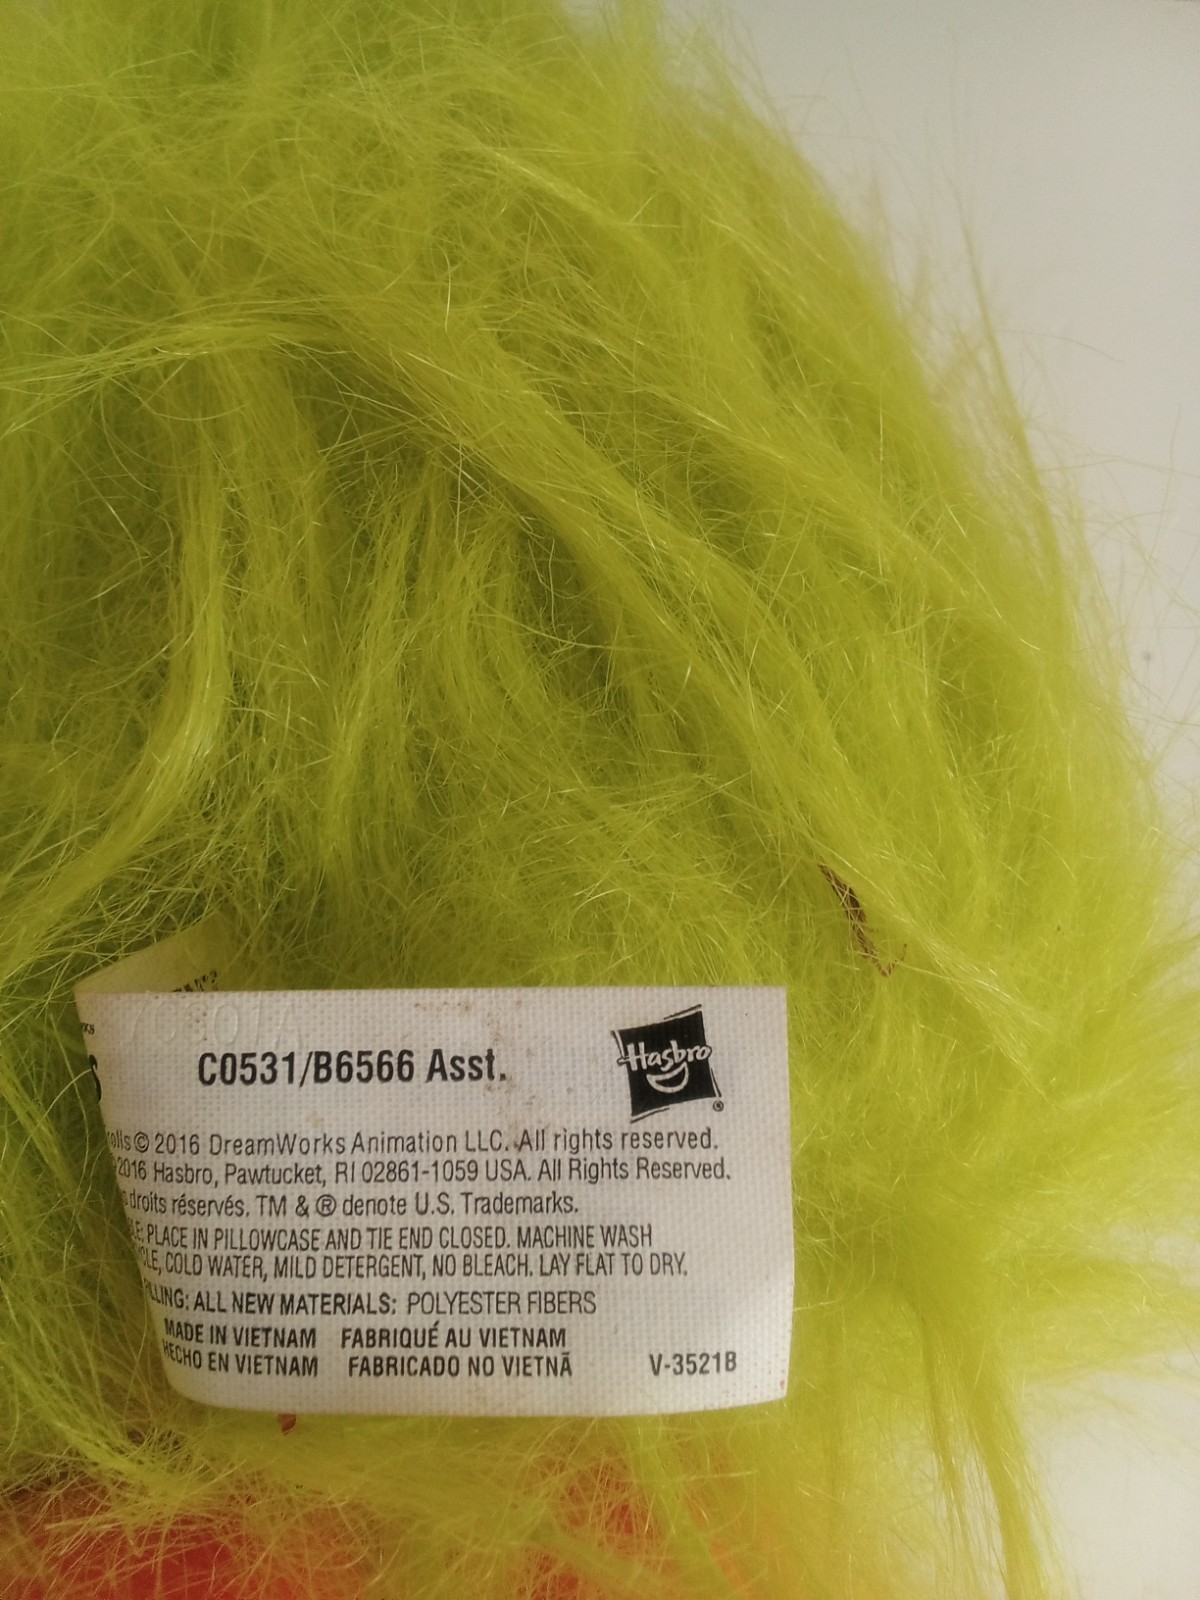 C0531/B6566 Asst.
Hasbro
®
© 2016 DreamWorks Animation LLC. All rights reserved.
2016 Hasbro, Pawtucket, RI 02861-1059 USA. All Rights Reserved.
droits réservés. TM & ® denote U.S. Trademarks.
PLACE IN PILLOWCASE AND TIE END CLOSED. MACHINE WASH
COLD WATER, MILD DETERGENT, NO BLEACH. LAY FLAT TO DRY.
ALL NEW MATERIALS: POLYESTER FIBERS
MADE IN VIETNAM FABRIQUÉ AU VIETNAM
HECHO EN VIETNAM FABRICADO NO VIETNÃ
V-3521B